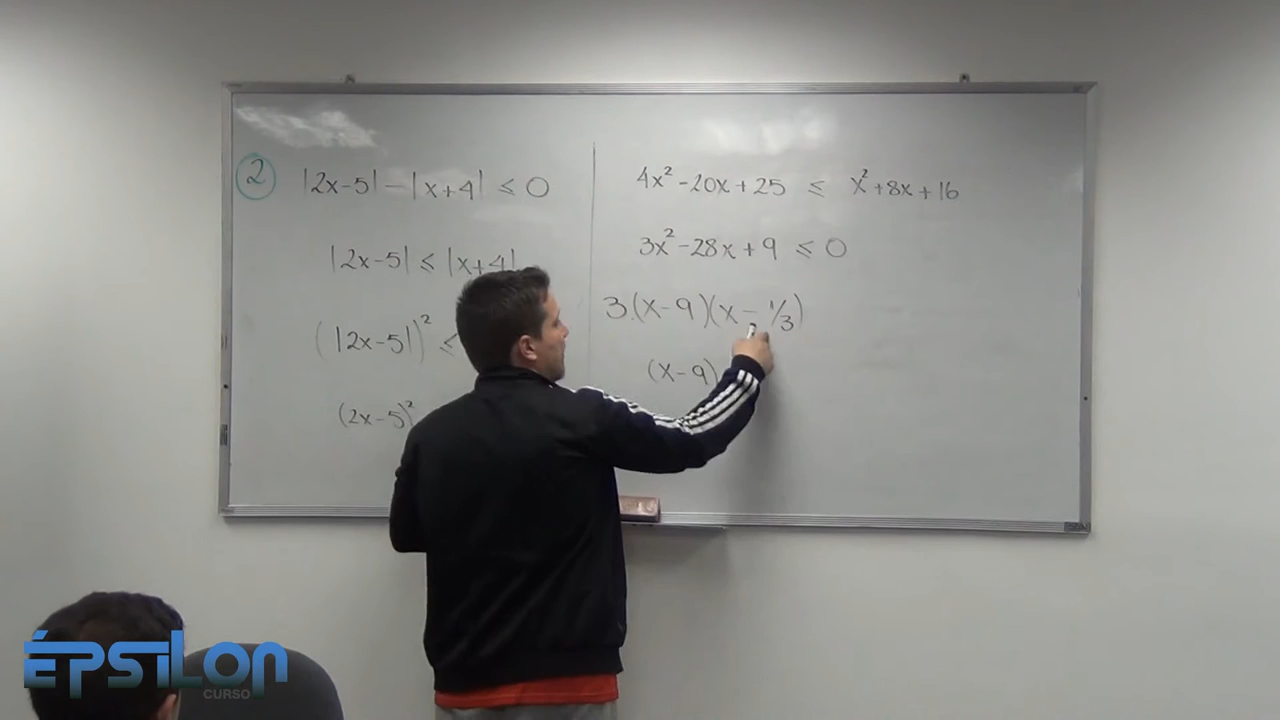 2
|2x-5| - |x+4| ≤ 0
|2x-5| ≤ |x+4|
(|2x-5|)² ≤
(2x-5)²
4x² -20x + 25 ≤ x² + 8x + 16
3x² - 28x + 9 ≤ 0
3.(x-9)(x - 1/3)
(x-9)
ÉPSILON
CURSO